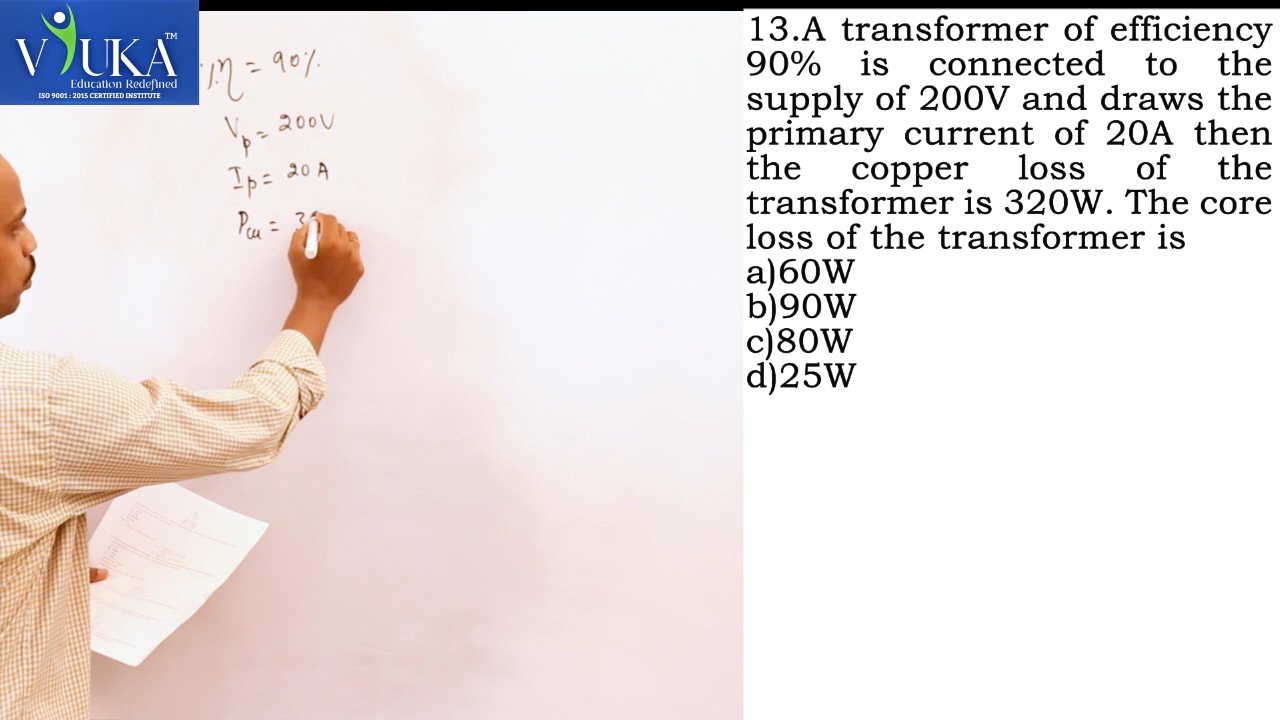 VIUKA™
Education Redefined
ISO 9001 : 2015 CERTIFIED INSTITUTE
%η = 90%
Vp = 200V
Ip = 20A
Pcu =
13.A transformer of efficiency
90% is connected to the
supply of 200V and draws the
primary current of 20A then
the copper loss of the
transformer is 320W. The core
loss of the transformer is
a)60W
b)90W
c)80W
d)25W